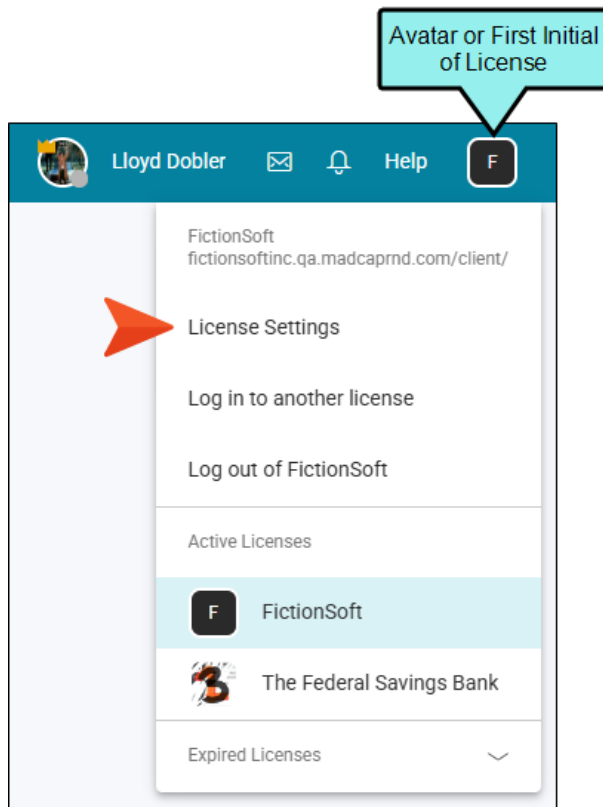 Avatar or First Initial
of License
Lloyd Dobler
Help
F
FictionSoft
fictionsoftinc.qa.madcaprnd.com/client/
License Settings
Log in to another license
Log out of FictionSoft
Active Licenses
F
FictionSoft
The Federal Savings Bank
Expired Licenses